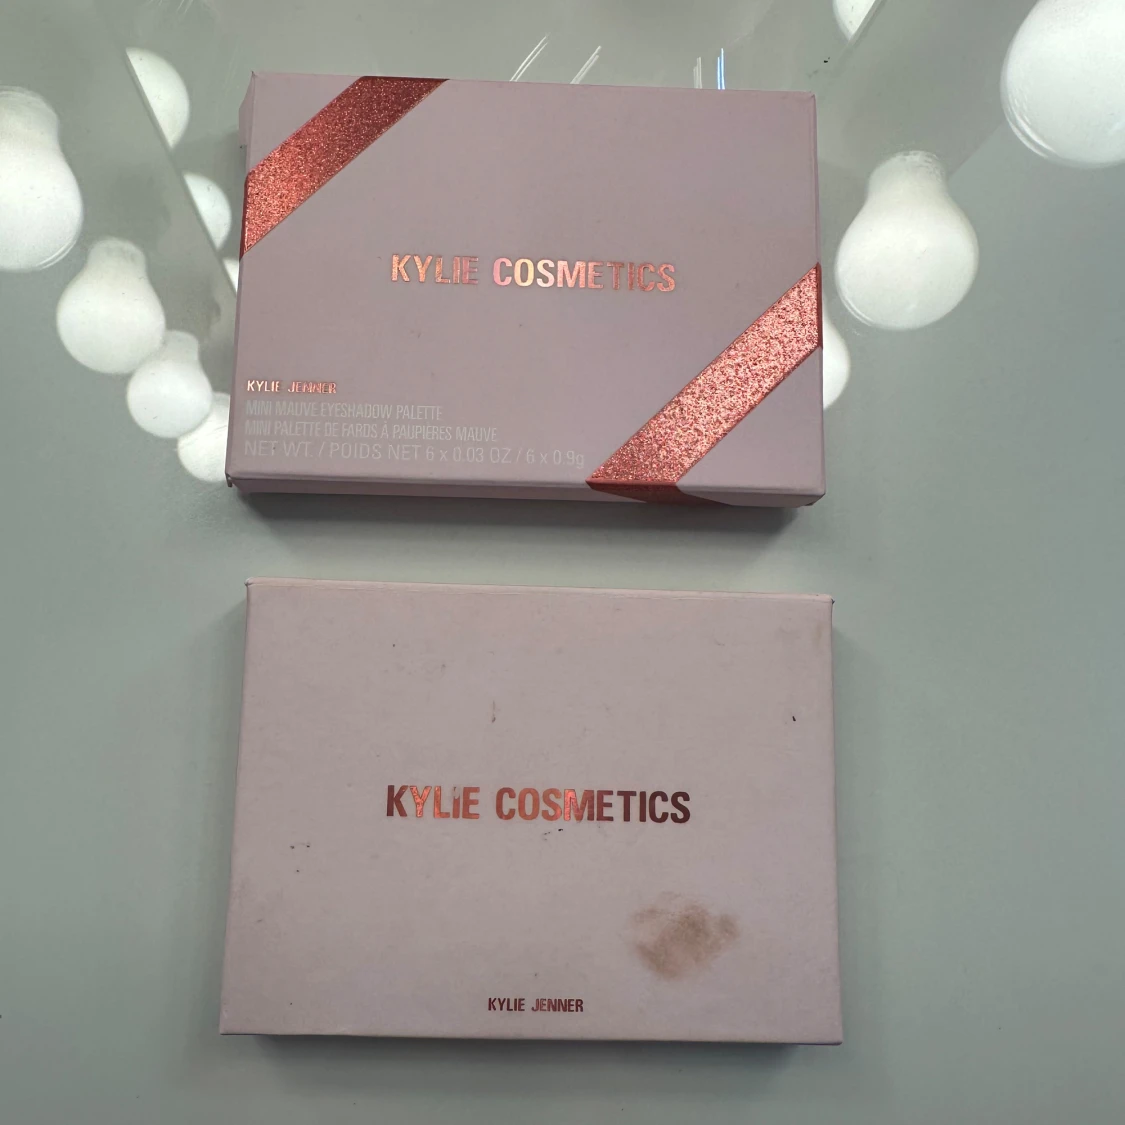 KYLIE COSMETICS
KYLIE JENNER
MINI MAUVE EYESHADOW PALETTE
MINI PALETTE DE FARDS À PAUPIÈRES MAUVE
NET WT. / POIDS NET 6 x 0.03 OZ / 6 x 0.9g
KYLIE COSMETICS
KYLIE JENNER